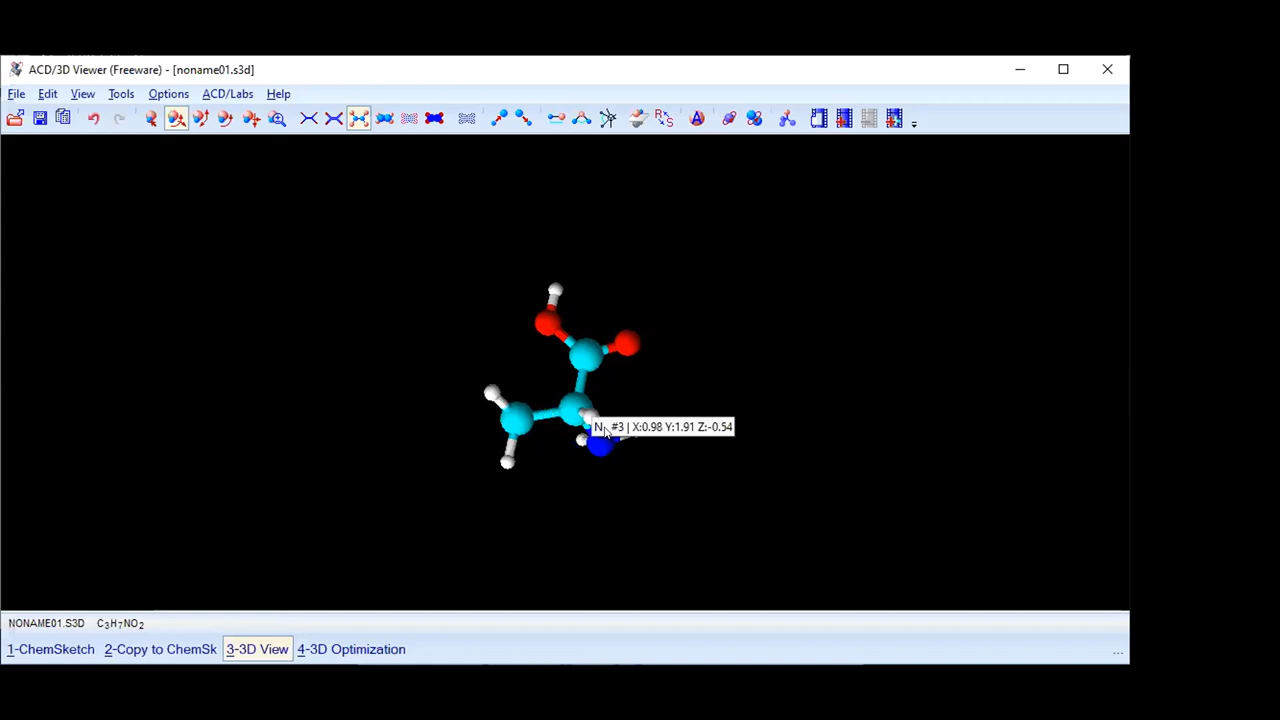 ACD/3D Viewer (Freeware) - [noname01.s3d]
File Edit View Tools Options ACD/Labs Help
N #3 | X:0.98 Y:1.91 Z:-0.54
NONAME01.S3D C3H7NO2
1-ChemSketch 2-Copy to ChemSk 3-3D View 4-3D Optimization ...